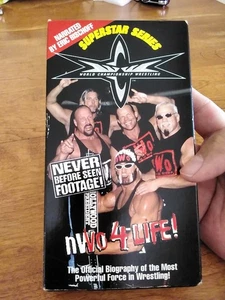 NARRATED
BY ERIC BISCHOFF
SUPERSTAR SERIES
WORLD CHAMPIONSHIP WRESTLING
NEVER
BEFORE SEEN
FOOTAGE!
HOLLYWOOD
nWo 4 LIFE!
The Official Biography of the Most
Powerful Force in Wrestling!